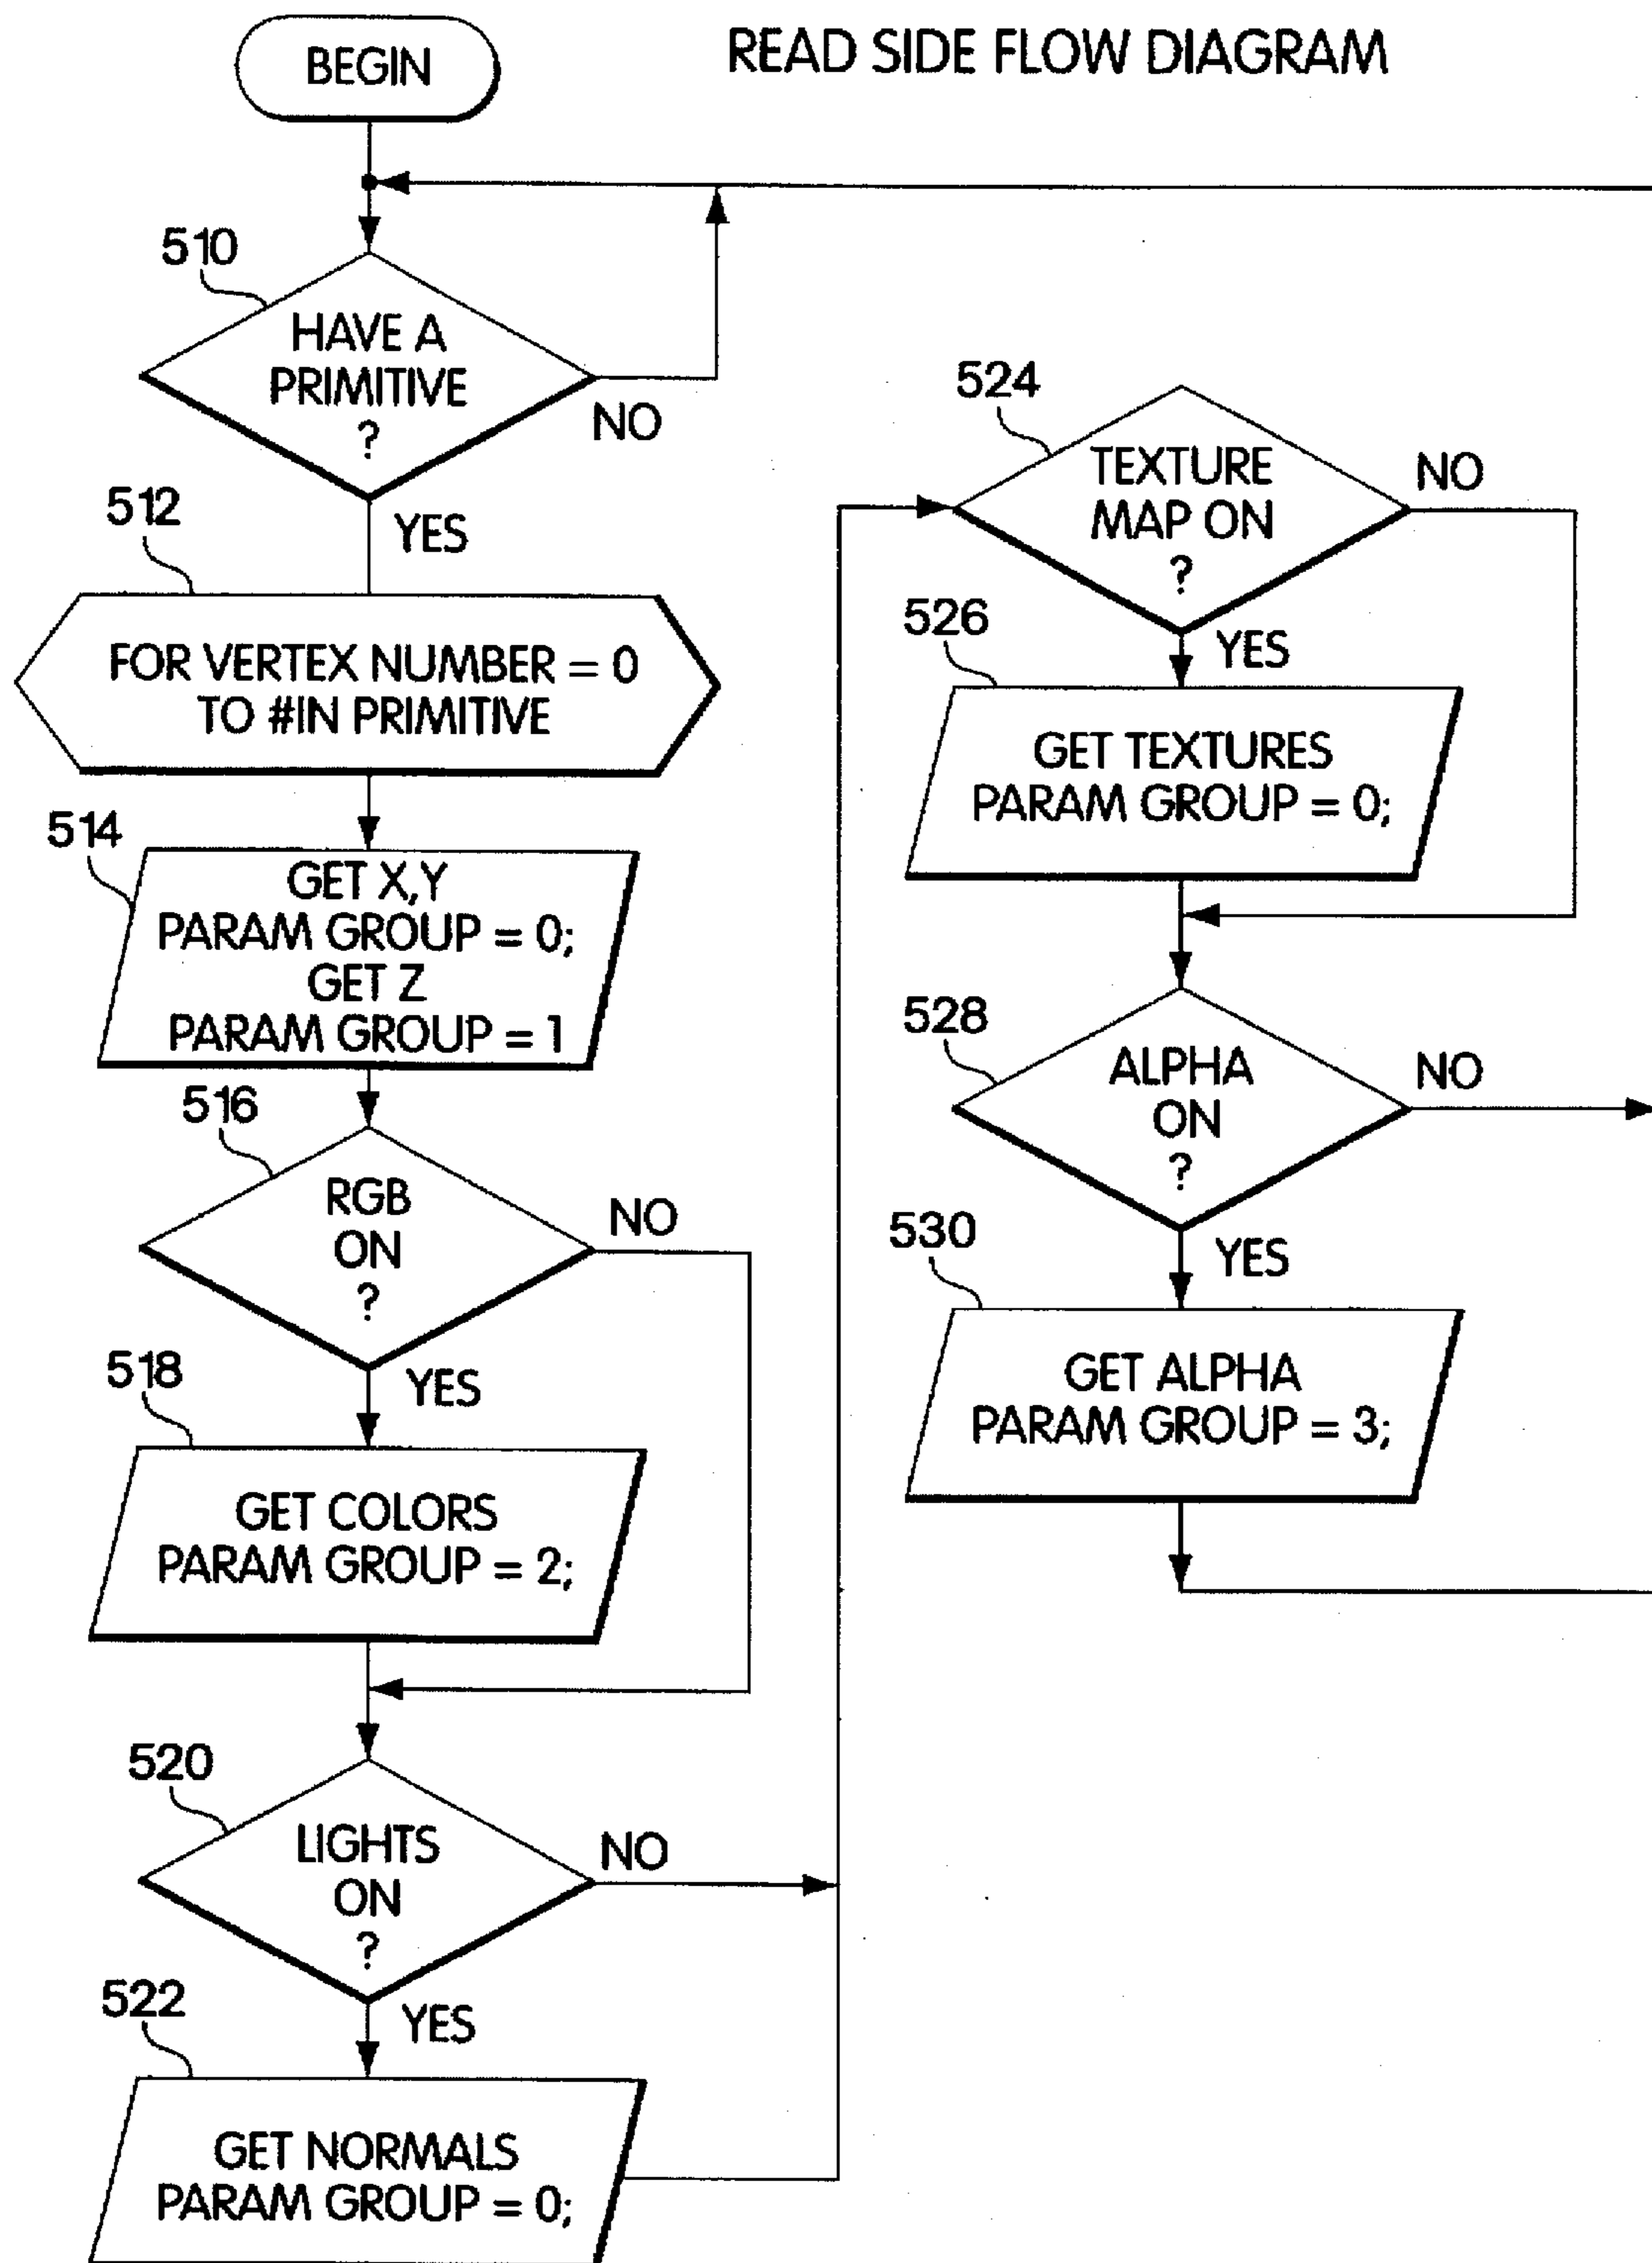 READ SIDE FLOW DIAGRAM
BEGIN
510
HAVE A
PRIMITIVE
?
NO
YES
512
FOR VERTEX NUMBER = 0
TO #IN PRIMITIVE
514
GET X,Y
PARAM GROUP = 0;
GET Z
PARAM GROUP = 1
516
RGB
ON
?
NO
YES
518
GET COLORS
PARAM GROUP = 2;
520
LIGHTS
ON
?
NO
YES
522
GET NORMALS
PARAM GROUP = 0;
524
TEXTURE
MAP ON
?
NO
YES
526
GET TEXTURES
PARAM GROUP = 0;
528
ALPHA
ON
?
NO
YES
530
GET ALPHA
PARAM GROUP = 3;